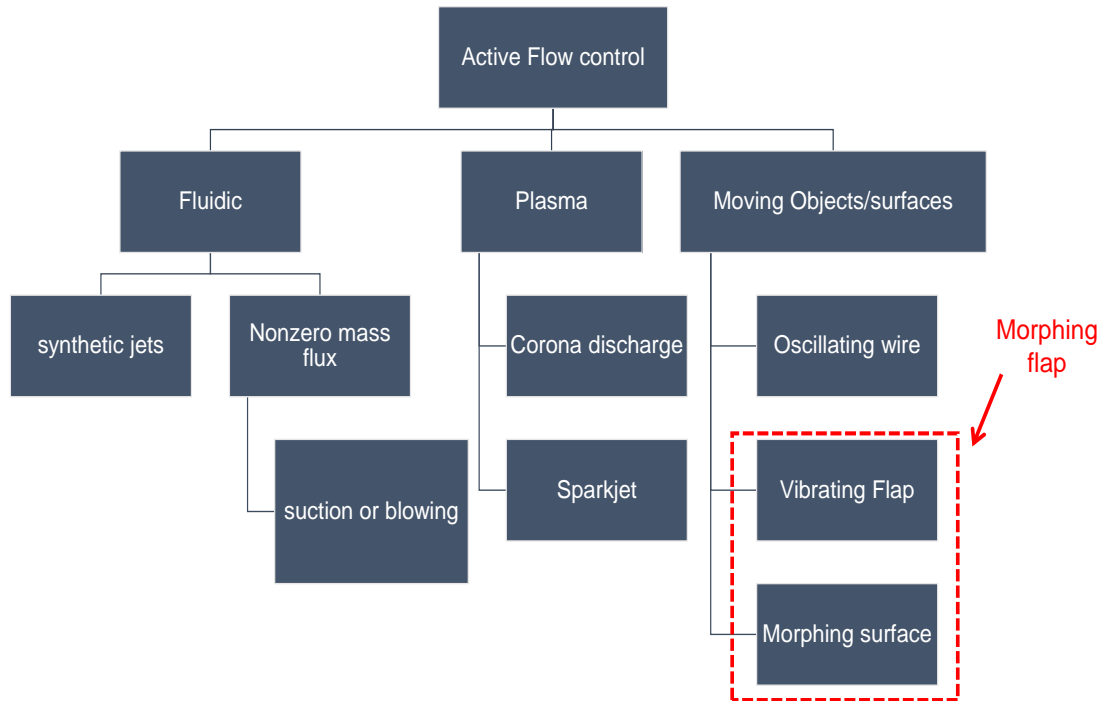 Active Flow control
Fluidic
Plasma
Moving Objects/surfaces
synthetic jets
Nonzero mass
flux
Corona discharge
Oscillating wire
Morphing
flap
suction or blowing
Sparkjet
Vibrating Flap
Morphing surface